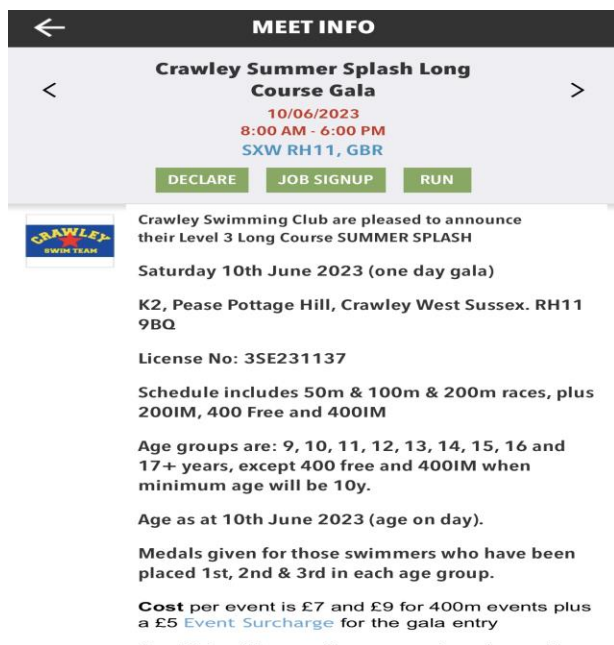 MEET INFO
Crawley Summer Splash Long
Course Gala
10/06/2023
8:00 AM - 6:00 PM
SXW RH11, GBR
< >
DECLARE JOB SIGNUP RUN
CRAWLEY
SWIM TEAM
Crawley Swimming Club are pleased to announce
their Level 3 Long Course SUMMER SPLASH
Saturday 10th June 2023 (one day gala)
K2, Pease Pottage Hill, Crawley West Sussex. RH11
9BQ
License No: 3SE231137
Schedule includes 50m & 100m & 200m races, plus
200IM, 400 Free and 400IM
Age groups are: 9, 10, 11, 12, 13, 14, 15, 16 and
17+ years, except 400 free and 400IM when
minimum age will be 10y.
Age as at 10th June 2023 (age on day).
Medals given for those swimmers who have been
placed 1st, 2nd & 3rd in each age group.
Cost per event is £7 and £9 for 400m events plus
a £5 Event Surcharge for the gala entry